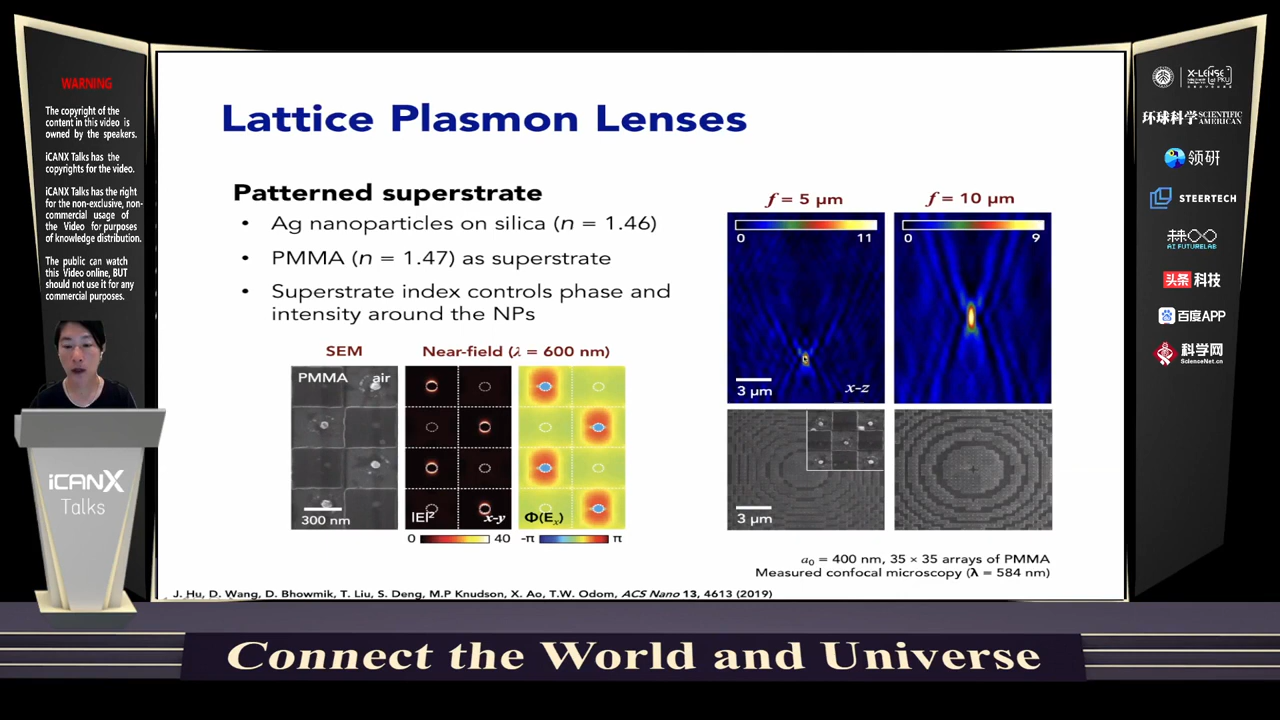 WARNING
The copyright of the
content in this video is
owned by the speakers.
iCANX Talks has the
copyrights for the video.
iCANX Talks has the right
for the non-exclusive, non-
commercial usage of
the Video for purposes
of knowledge distribution.
The public can watch
this Video online, BUT
should not use it for any
commercial purposes.
iCANX
Talks
Lattice Plasmon Lenses
Patterned superstrate
• Ag nanoparticles on silica (n = 1.46)
• PMMA (n = 1.47) as superstrate
• Superstrate index controls phase and
intensity around the NPs
SEM
Near-field (λ = 600 nm)
PMMA air
300 nm
|E|²
x-y
Φ(Eₓ)
0 40
-π π
f = 5 μm
f = 10 μm
0 11
0 9
3 μm
x-z
3 μm
a₀ = 400 nm, 35 × 35 arrays of PMMA
Measured confocal microscopy (λ = 584 nm)
J. Hu, D. Wang, D. Bhowmik, T. Liu, S. Deng, M.P Knudson, X. Ao, T.W. Odom, ACS Nano 13, 4613 (2019)
X-LENSE
at PKU
环球科学 SCIENTIFIC AMERICAN
领研
STEERTECH
AI FUTURELAB
头条科技
百度APP
科学网
ScienceNet.cn
Connect the World and Universe